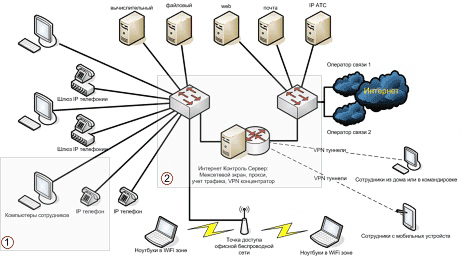 вычислительный
файловый
web
почта
IP АТС
Оператор связи 1
Интернет
Шлюз IP телефонии
Оператор связи 2
Шлюз IP телефонии
VPN туннели
2
Интернет Контроль Сервер:
Межсетевой экран, прокси,
учет трафика, VPN концентратор
VPN туннели
Сотрудники из дома или в командировке
Компьютеры сотрудников
IP телефон
IP телефон
1
Ноутбуки в WiFi зоне
Точка доступа
офисной беспроводной
сети
Ноутбуки в WiFi зоне
Сотрудники с мобильных устройств